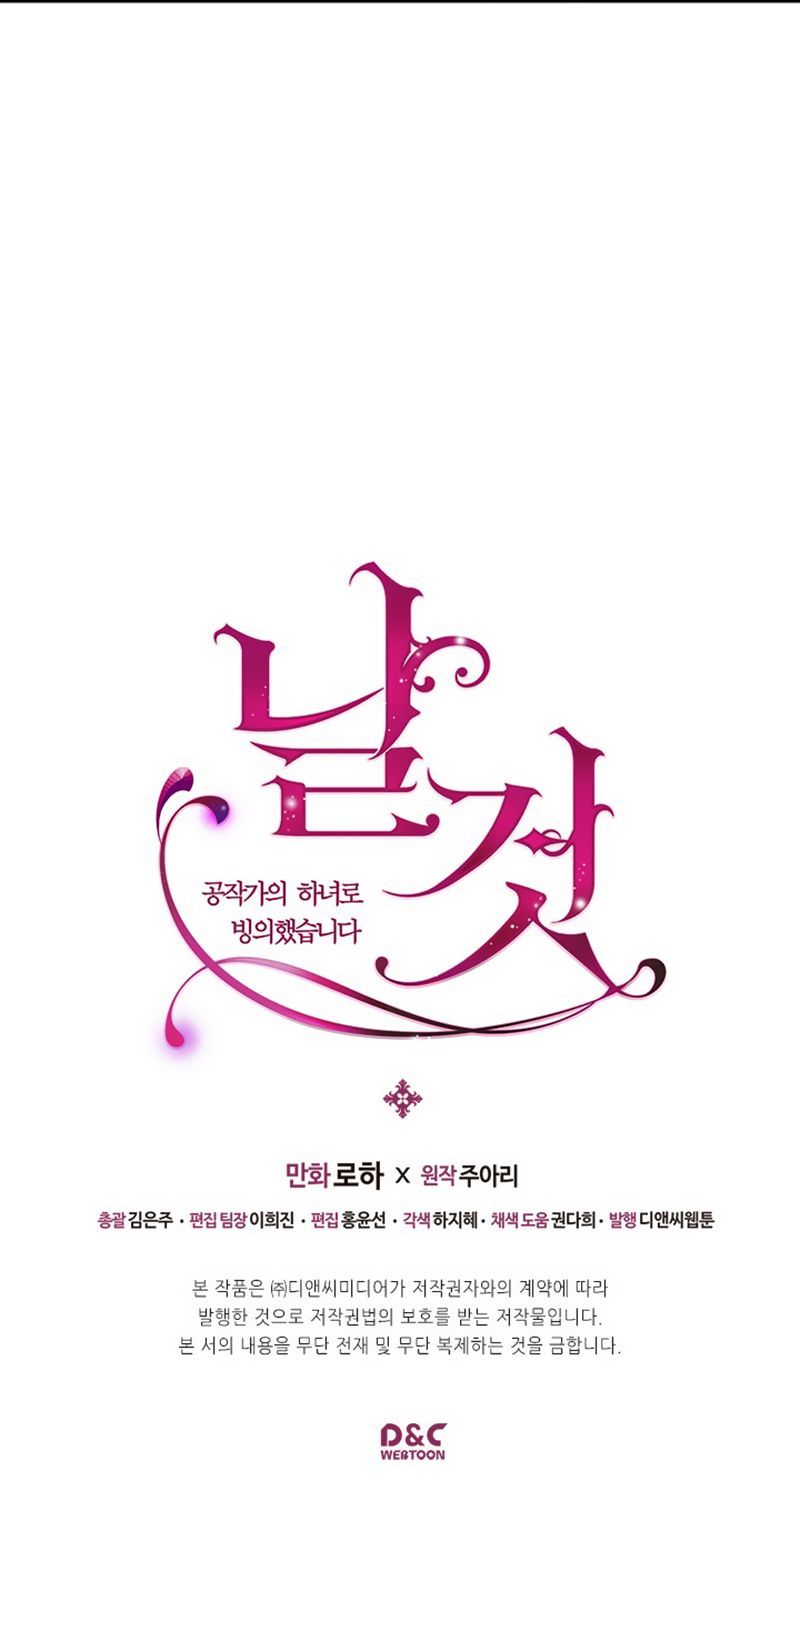 날것
공작가의 하녀로
빙의했습니다
만화 로하 X 원작 주아리
총괄 김은주 · 편집 팀장 이희진 · 편집 홍윤선 · 각색 하지혜 · 채색 도움 권다희 · 발행 디앤씨웹툰
본 작품은 ㈜디앤씨미디어가 저작권자와의 계약에 따라
발행한 것으로 저작권법의 보호를 받는 저작물입니다.
본 서의 내용을 무단 전재 및 무단 복제하는 것을 금합니다.
D&C
WEBTOON